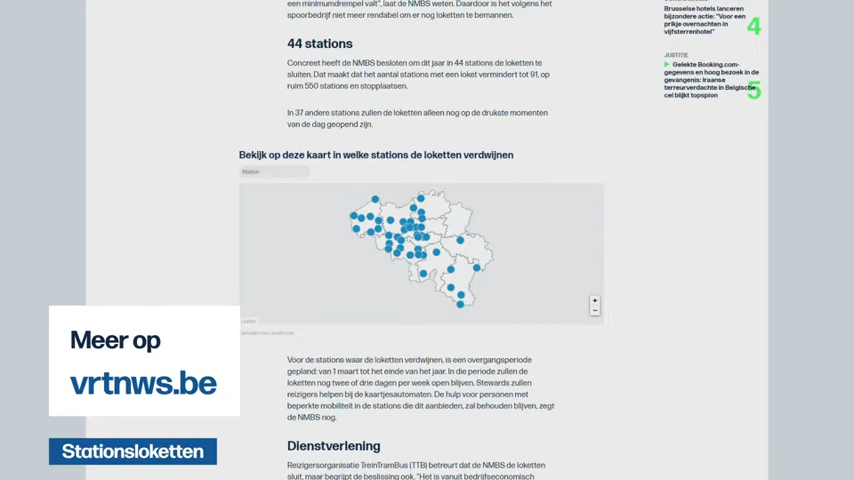 een minimumdrempel valt", laat de NMBS weten. Daardoor is het volgens het
spoorbedrijf niet meer rendabel om er nog loketten te bemannen.
44 stations
Concreet heeft de NMBS besloten om dit jaar in 44 stations de loketten te
sluiten. Dat maakt dat het aantal stations met een loket vermindert tot 91, op
ruim 550 stations en stopplaatsen.
In 37 andere stations zullen de loketten alleen nog op de drukste momenten
van de dag geopend zijn.
Bekijk op deze kaart in welke stations de loketten verdwijnen
Station
+
−
Voor de stations waar de loketten verdwijnen, is een overgangsperiode
gepland: van 1 maart tot het einde van het jaar. In die periode zullen de
loketten nog twee of drie dagen per week open blijven. Stewards zullen
reizigers helpen bij de kaartjesautomaten. De hulp voor personen met
beperkte mobiliteit in de stations die dit aanbieden, zal behouden blijven, zegt
de NMBS nog.
Dienstverlening
Reizigersorganisatie TreinTramBus (TTB) betreurt dat de NMBS de loketten
sluit, maar begrijpt de beslissing ook. "Het is vanuit bedrijfseconomisch
Brusselse hotels lanceren
bijzondere actie: "Voor een
prikje overnachten in
vijfsterrenhotel"
4
JUSTITIE
Gelekte Booking.com-
gegevens en hoog bezoek in de
gevangenis: Iraanse
terreurverdachte in Belgische
cel blijkt topspion
5
Meer op
vrtnws.be
Stationsloketten